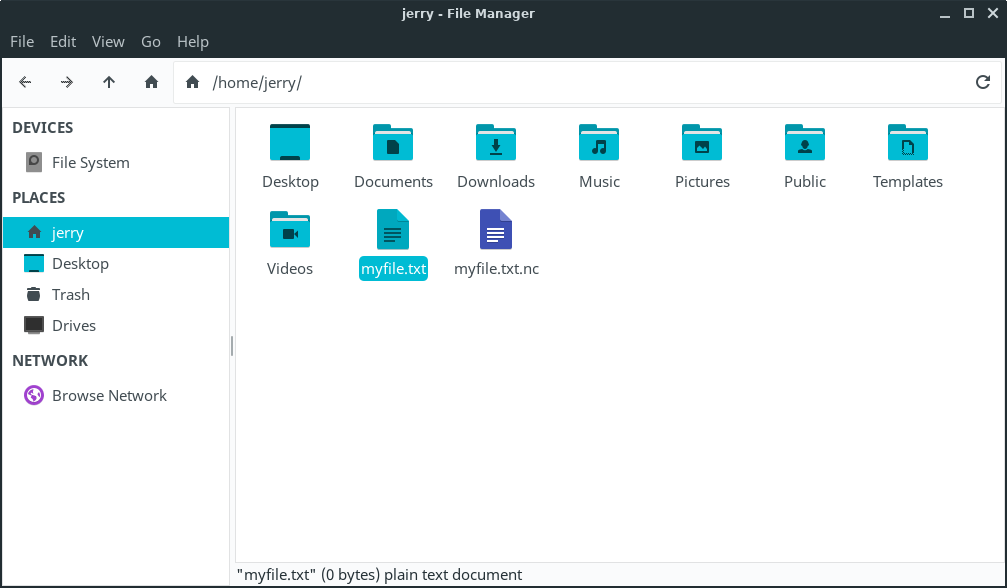 jerry - File Manager
File Edit View Go Help
/home/jerry/
DEVICES
File System
PLACES
jerry
Desktop
Trash
Drives
NETWORK
Browse Network
Desktop Documents Downloads Music Pictures Public Templates
Videos myfile.txt myfile.txt.nc
"myfile.txt" (0 bytes) plain text document